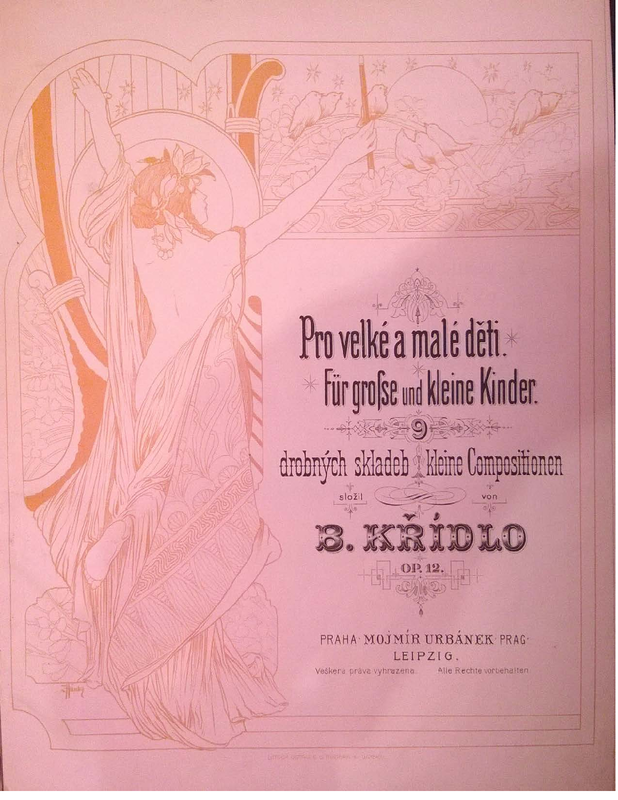 Pro velké a malé děti.
Für groſse und kleine Kinder.
9
drobných skladeb kleine Compositionen
složil von
B. KŘÍDLO
OP. 12.
PRAHA · MOJMÍR URBÁNEK · PRAG·
LEIPZIG.
Veškera práva vyhrazena. Alle Rechte vorbehalten.